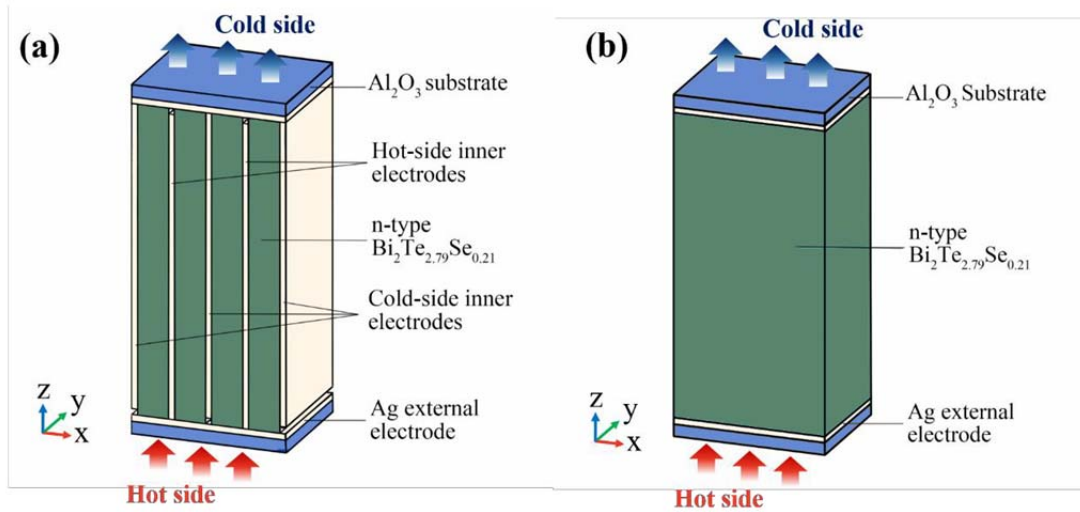 (a)
Cold side
Al₂O₃ substrate
Hot-side inner
electrodes
n-type
Bi₂Te₂.₇₉Se₀.₂₁
Cold-side inner
electrodes
Ag external
electrode
z
y
x
Hot side
(b)
Cold side
Al₂O₃ Substrate
n-type
Bi₂Te₂.₇₉Se₀.₂₁
Ag external
electrode
z
y
x
Hot side